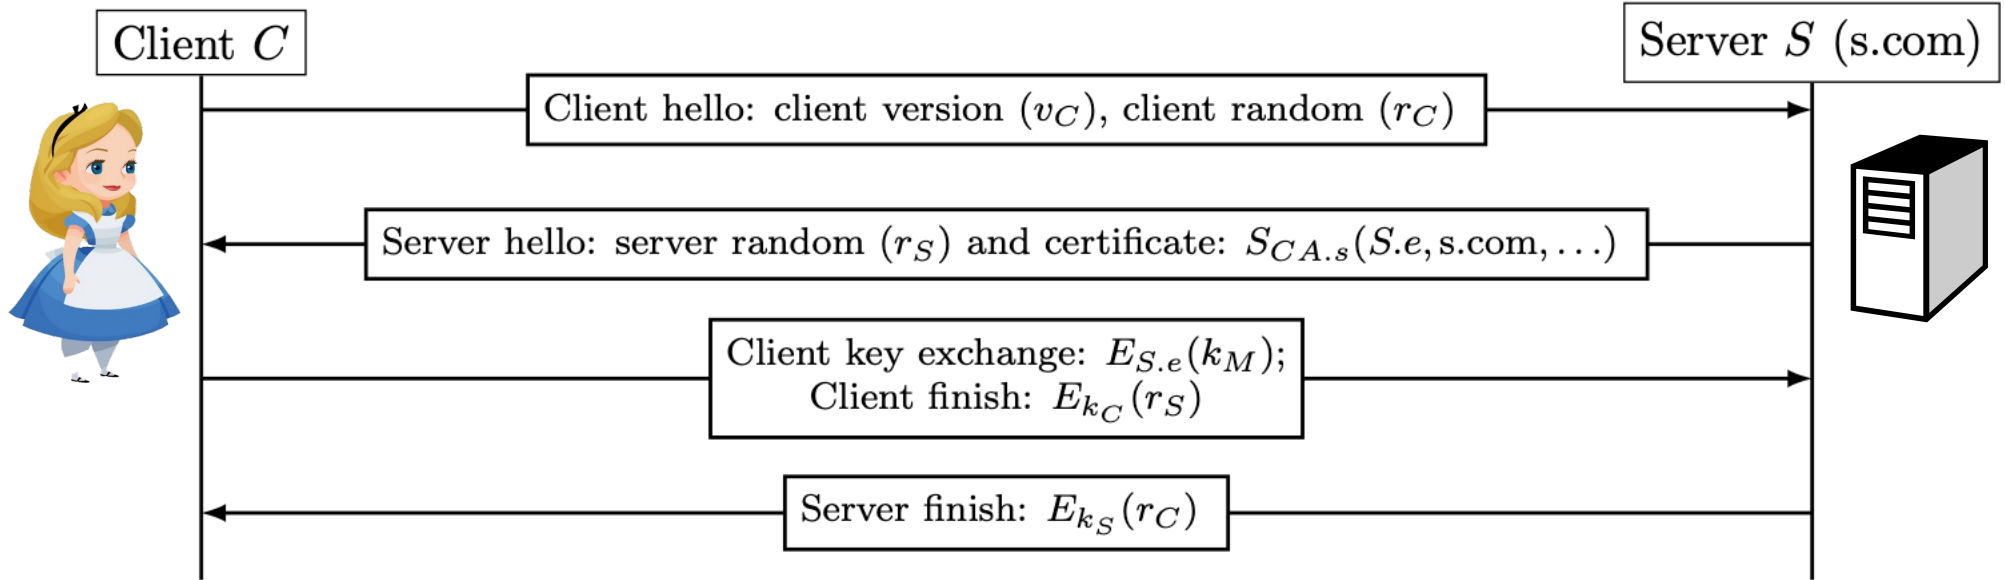 Client C
Server S (s.com)
Client hello: client version (v_C), client random (r_C)
Server hello: server random (r_S) and certificate: S_{CA.s}(S.e, s.com, ...)
Client key exchange: E_{S.e}(k_M);
Client finish: E_{k_C}(r_S)
Server finish: E_{k_S}(r_C)